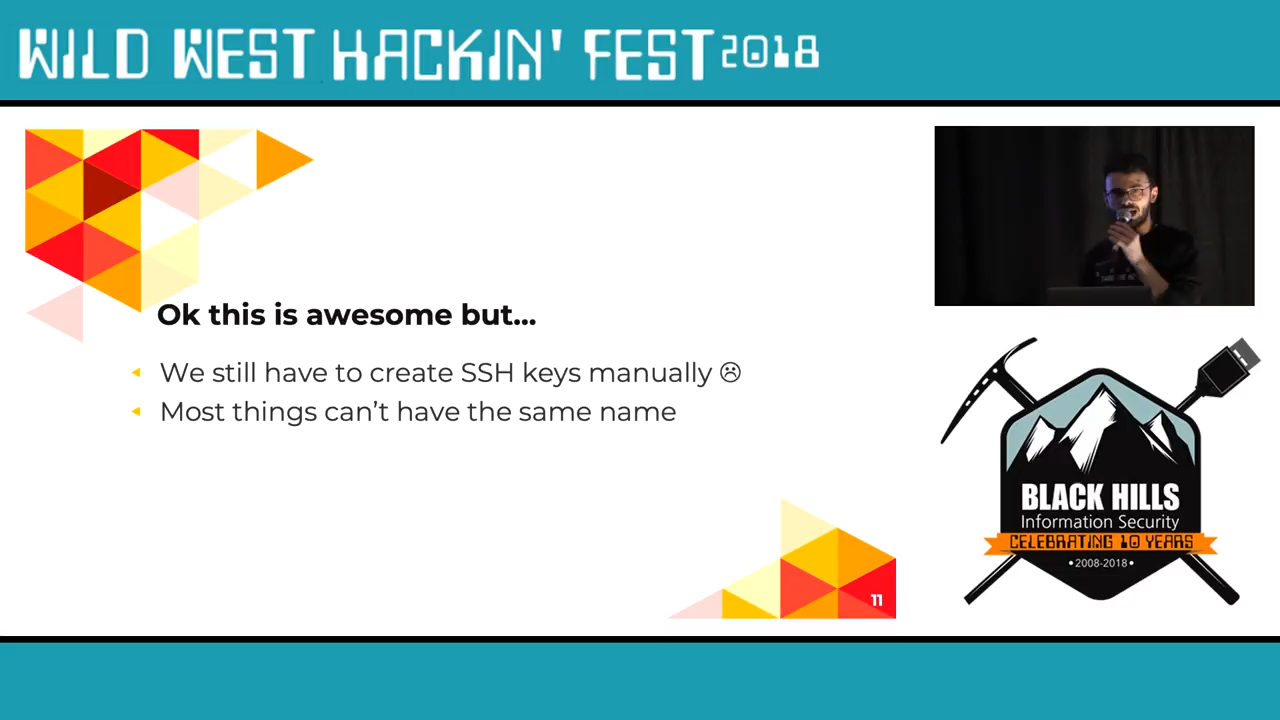 WILD WEST HACKIN' FEST 2018
Ok this is awesome but...
We still have to create SSH keys manually ☹
Most things can’t have the same name
11
BLACK HILLS
Information Security
CELEBRATING 10 YEARS
•2008-2018•